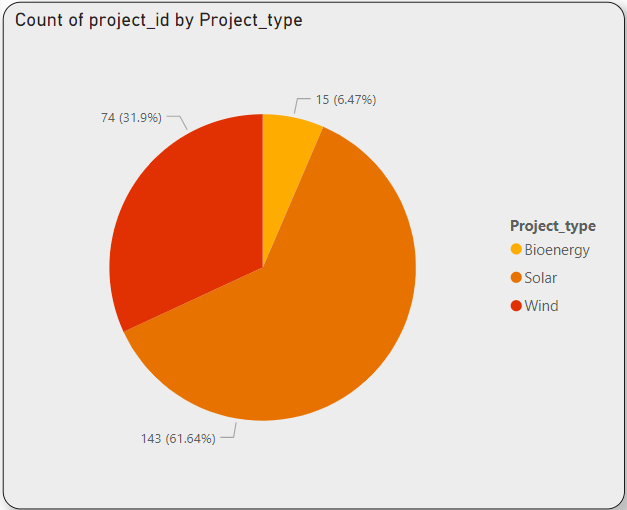 Count of project_id by Project_type
15 (6.47%)
74 (31.9%)
Project_type
Bioenergy
Solar
Wind
143 (61.64%)